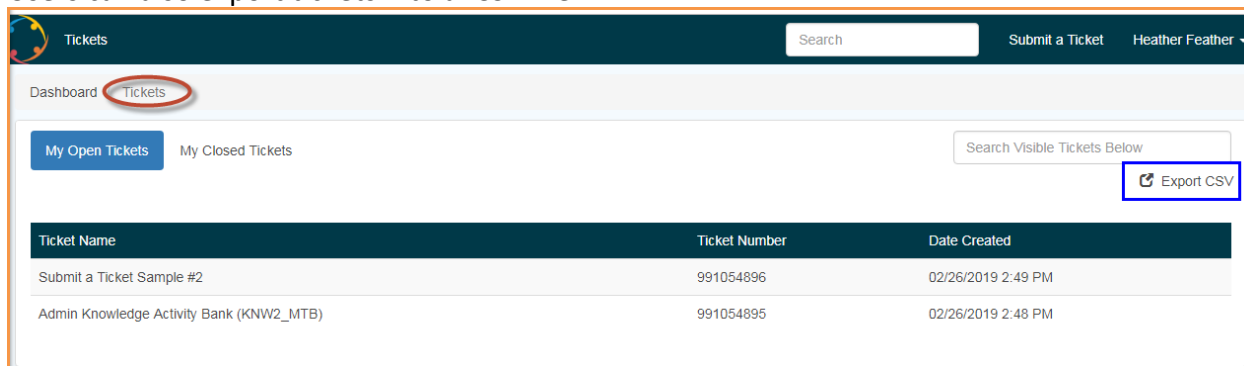 Tickets Search Submit a Ticket Heather Feather
Dashboard Tickets
My Open Tickets My Closed Tickets Search Visible Tickets Below
Export CSV
Ticket Name Ticket Number Date Created
Submit a Ticket Sample #2 991054896 02/26/2019 2:49 PM
Admin Knowledge Activity Bank (KNW2_MTB) 991054895 02/26/2019 2:48 PM